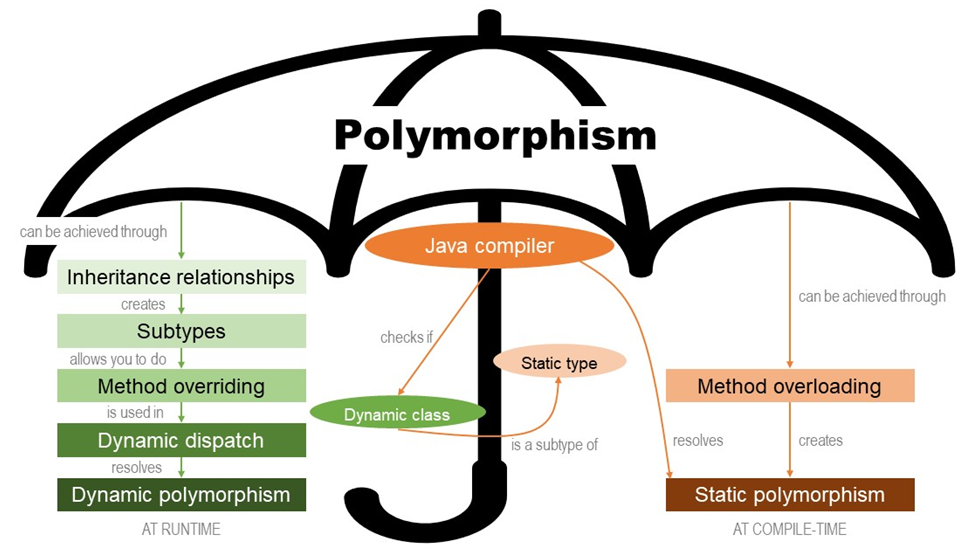 Polymorphism
can be achieved through
Inheritance relationships
creates
Subtypes
allows you to do
Method overriding
is used in
Dynamic dispatch
resolves
Dynamic polymorphism
AT RUNTIME
Java compiler
checks if
Static type
Dynamic class
is a subtype of
can be achieved through
Method overloading
resolves
creates
Static polymorphism
AT COMPILE-TIME